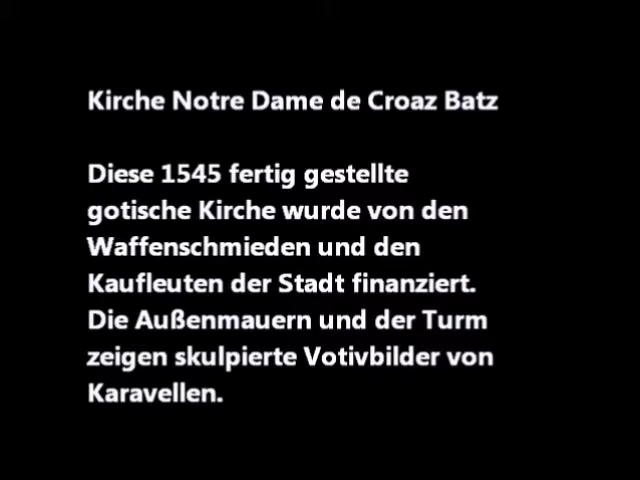 Kirche Notre Dame de Croaz Batz
Diese 1545 fertig gestellte
gotische Kirche wurde von den
Waffenschmieden und den
Kaufleuten der Stadt finanziert.
Die Außenmauern und der Turm
zeigen skulpierte Votivbilder von
Karavellen.